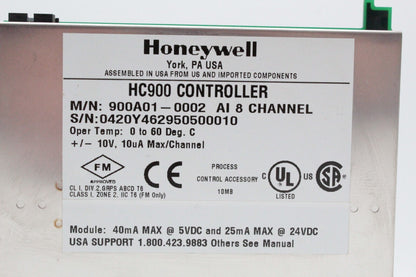 Honeywell
York, PA USA
ASSEMBLED IN USA FROM US AND IMPORTED COMPONENTS
HC900 CONTROLLER
M/N: 900A01-0002 AI 8 CHANNEL
S/N:0420Y462950500010
Oper Temp: 0 to 60 Deg. C
+/- 10V, 10uA Max/Channel
FM
APPROVED
CL I, DIV 2,GRPS ABCD T6
CLASS I, ZONE 2, IIC T6 (FM Only)
CE
PROCESS
CONTROL ACCESSORY
10MB
C UL US
LISTED
SA
Module: 40mA MAX @ 5VDC and 25mA MAX @ 24VDC
USA SUPPORT 1.800.423.9883 Others See Manual